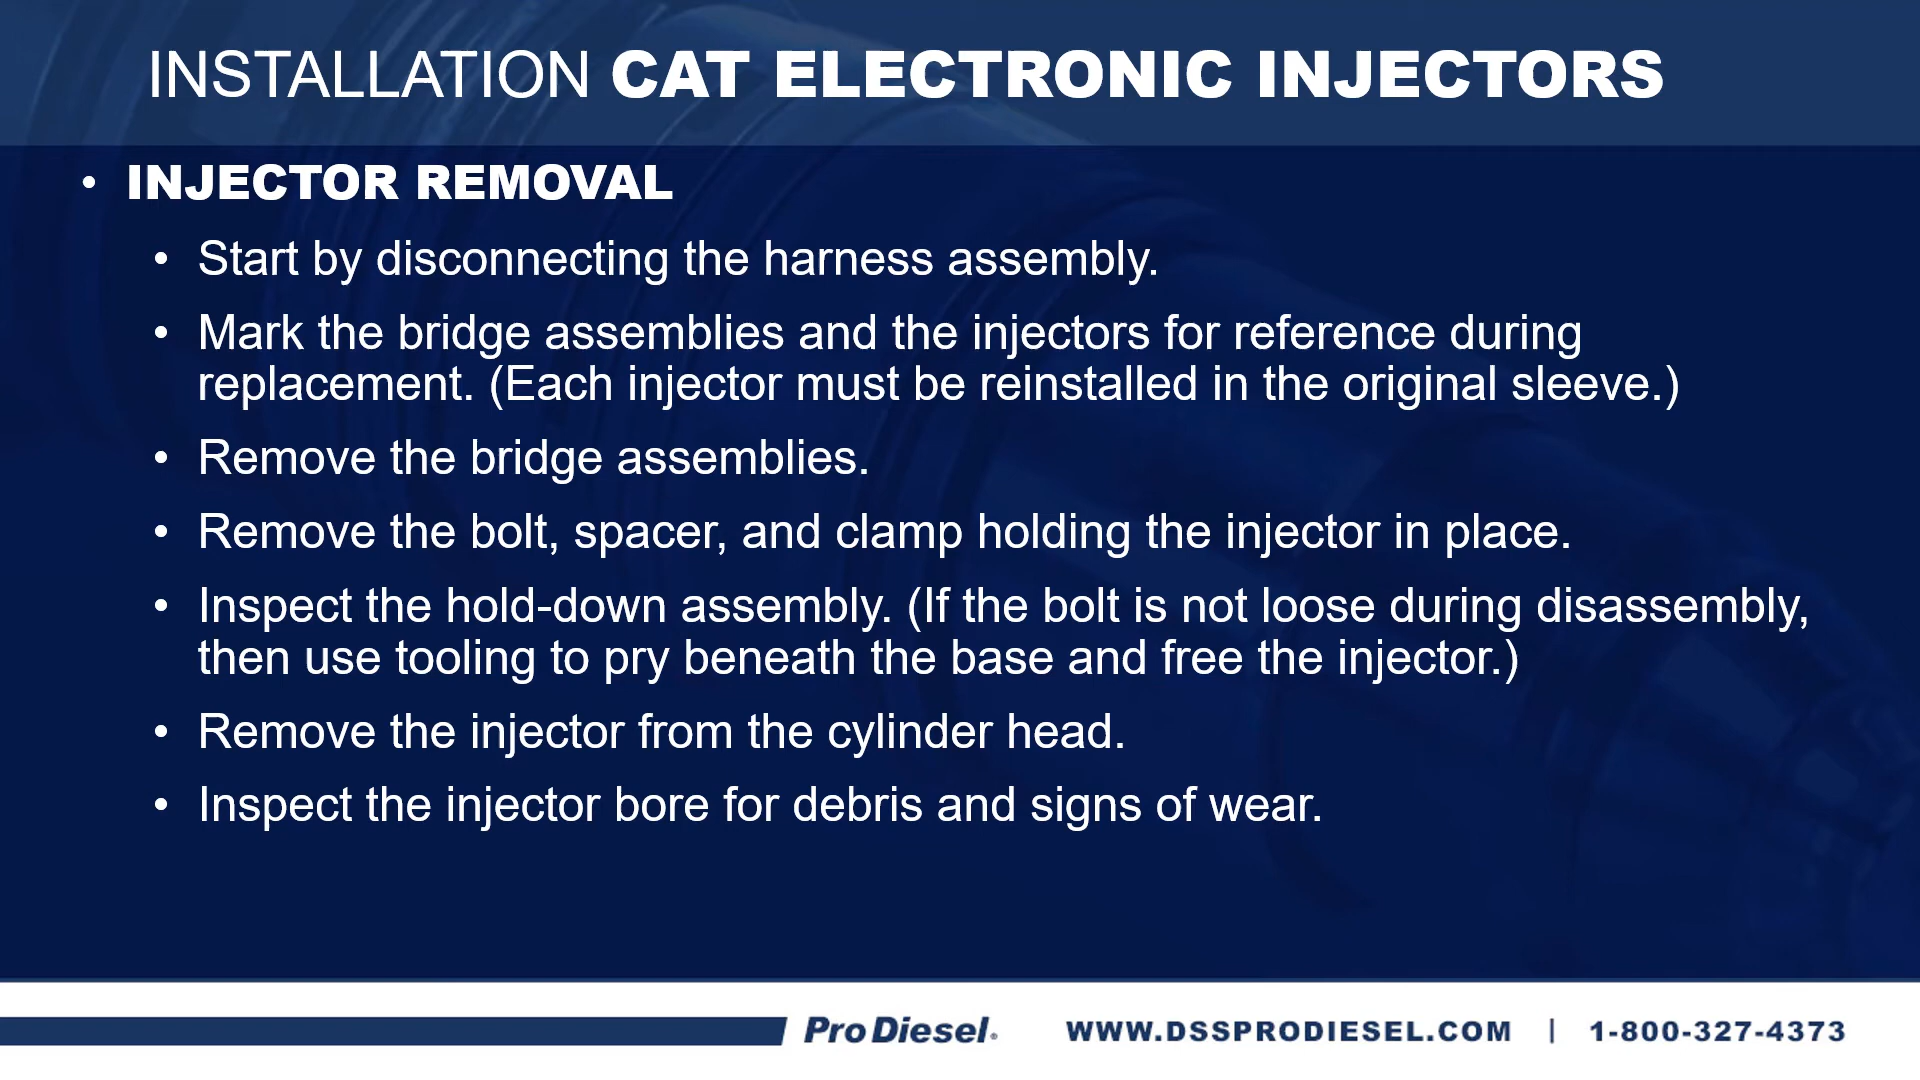 INSTALLATION CAT ELECTRONIC INJECTORS
• INJECTOR REMOVAL
• Start by disconnecting the harness assembly.
• Mark the bridge assemblies and the injectors for reference during
replacement. (Each injector must be reinstalled in the original sleeve.)
• Remove the bridge assemblies.
• Remove the bolt, spacer, and clamp holding the injector in place.
• Inspect the hold-down assembly. (If the bolt is not loose during disassembly,
then use tooling to pry beneath the base and free the injector.)
• Remove the injector from the cylinder head.
• Inspect the injector bore for debris and signs of wear.
Pro Diesel® WWW.DSSPRODIESEL.COM | 1-800-327-4373